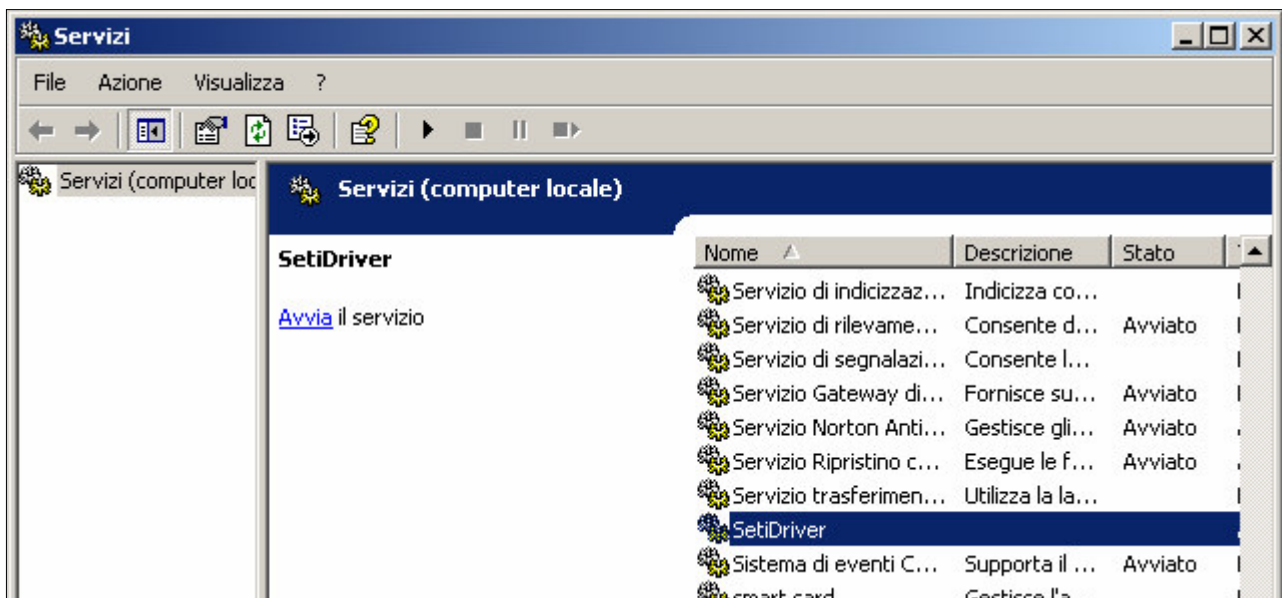 Servizi
File Azione Visualizza ?
Servizi (computer loc
Servizi (computer locale)
SetiDriver
Avvia il servizio
Nome Descrizione Stato
Servizio di indicizzaz... Indicizza co...
Servizio di rilevame... Consente d... Avviato
Servizio di segnalazi... Consente l...
Servizio Gateway di... Fornisce su... Avviato
Servizio Norton Anti... Gestisce gli... Avviato
Servizio Ripristino c... Esegue le f... Avviato
Servizio trasferimen... Utilizza la la...
SetiDriver
Sistema di eventi C... Supporta il ... Avviato
smart card Gestisce l'a...